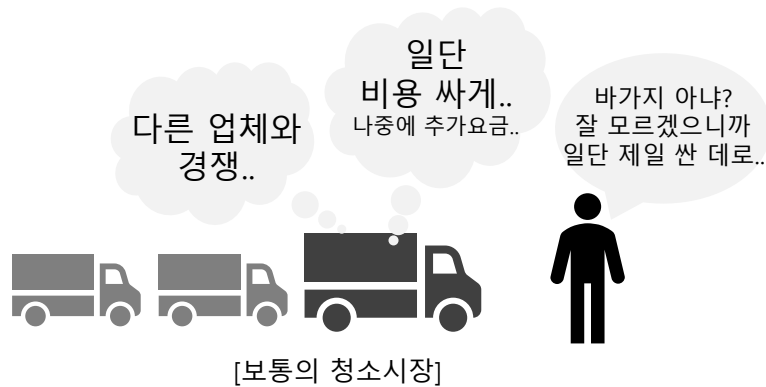 다른 업체와
경쟁..
일단
비용 싸게..
나중에 추가요금..
바가지 아냐?
잘 모르겠으니까
일단 제일 싼 데로..
[보통의 청소시장]